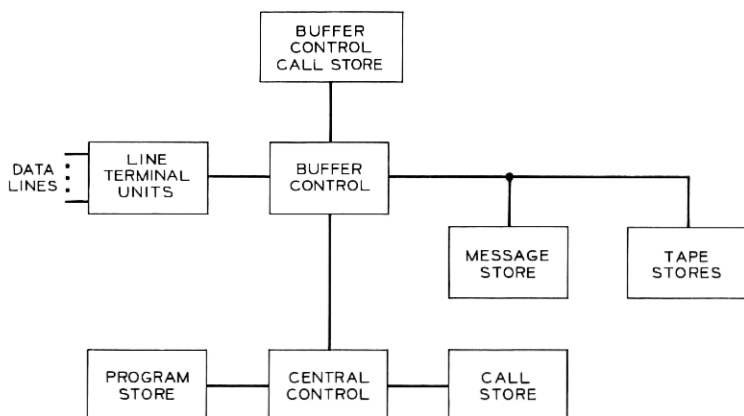 BUFFER
CONTROL
CALL STORE
DATA
LINES
LINE
TERMINAL
UNITS
BUFFER
CONTROL
MESSAGE
STORE
TAPE
STORES
PROGRAM
STORE
CENTRAL
CONTROL
CALL
STORE